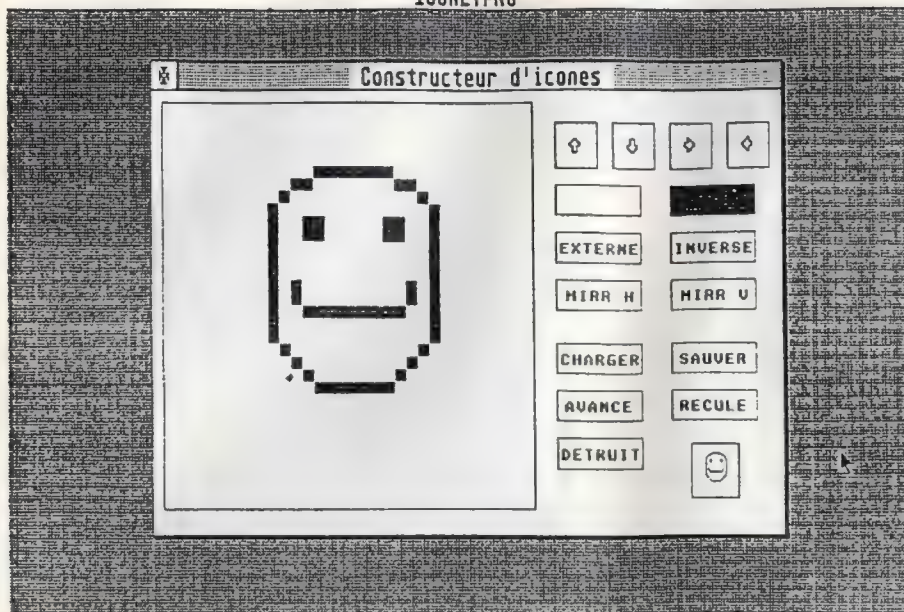 Constructeur d'icones
EXTERNE INVERSE
MIRR H MIRR V
CHARGER SAUVER
AVANCE RECULE
DETRUIT